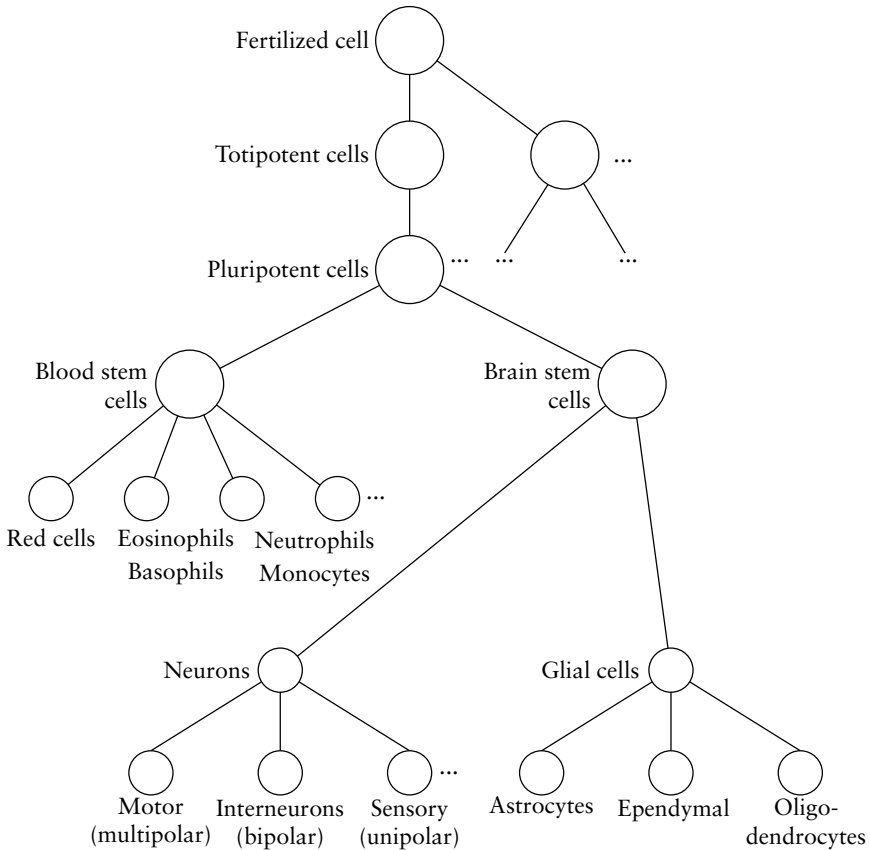 Fertilized cell
Totipotent cells
...
Pluripotent cells
... ... ...
Blood stem
cells
Brain stem
cells
...
Red cells
Eosinophils
Basophils
Neutrophils
Monocytes
Neurons
Glial cells
...
Motor
(multipolar)
Interneurons
(bipolar)
Sensory
(unipolar)
Astrocytes
Ependymal
Oligo-
dendrocytes